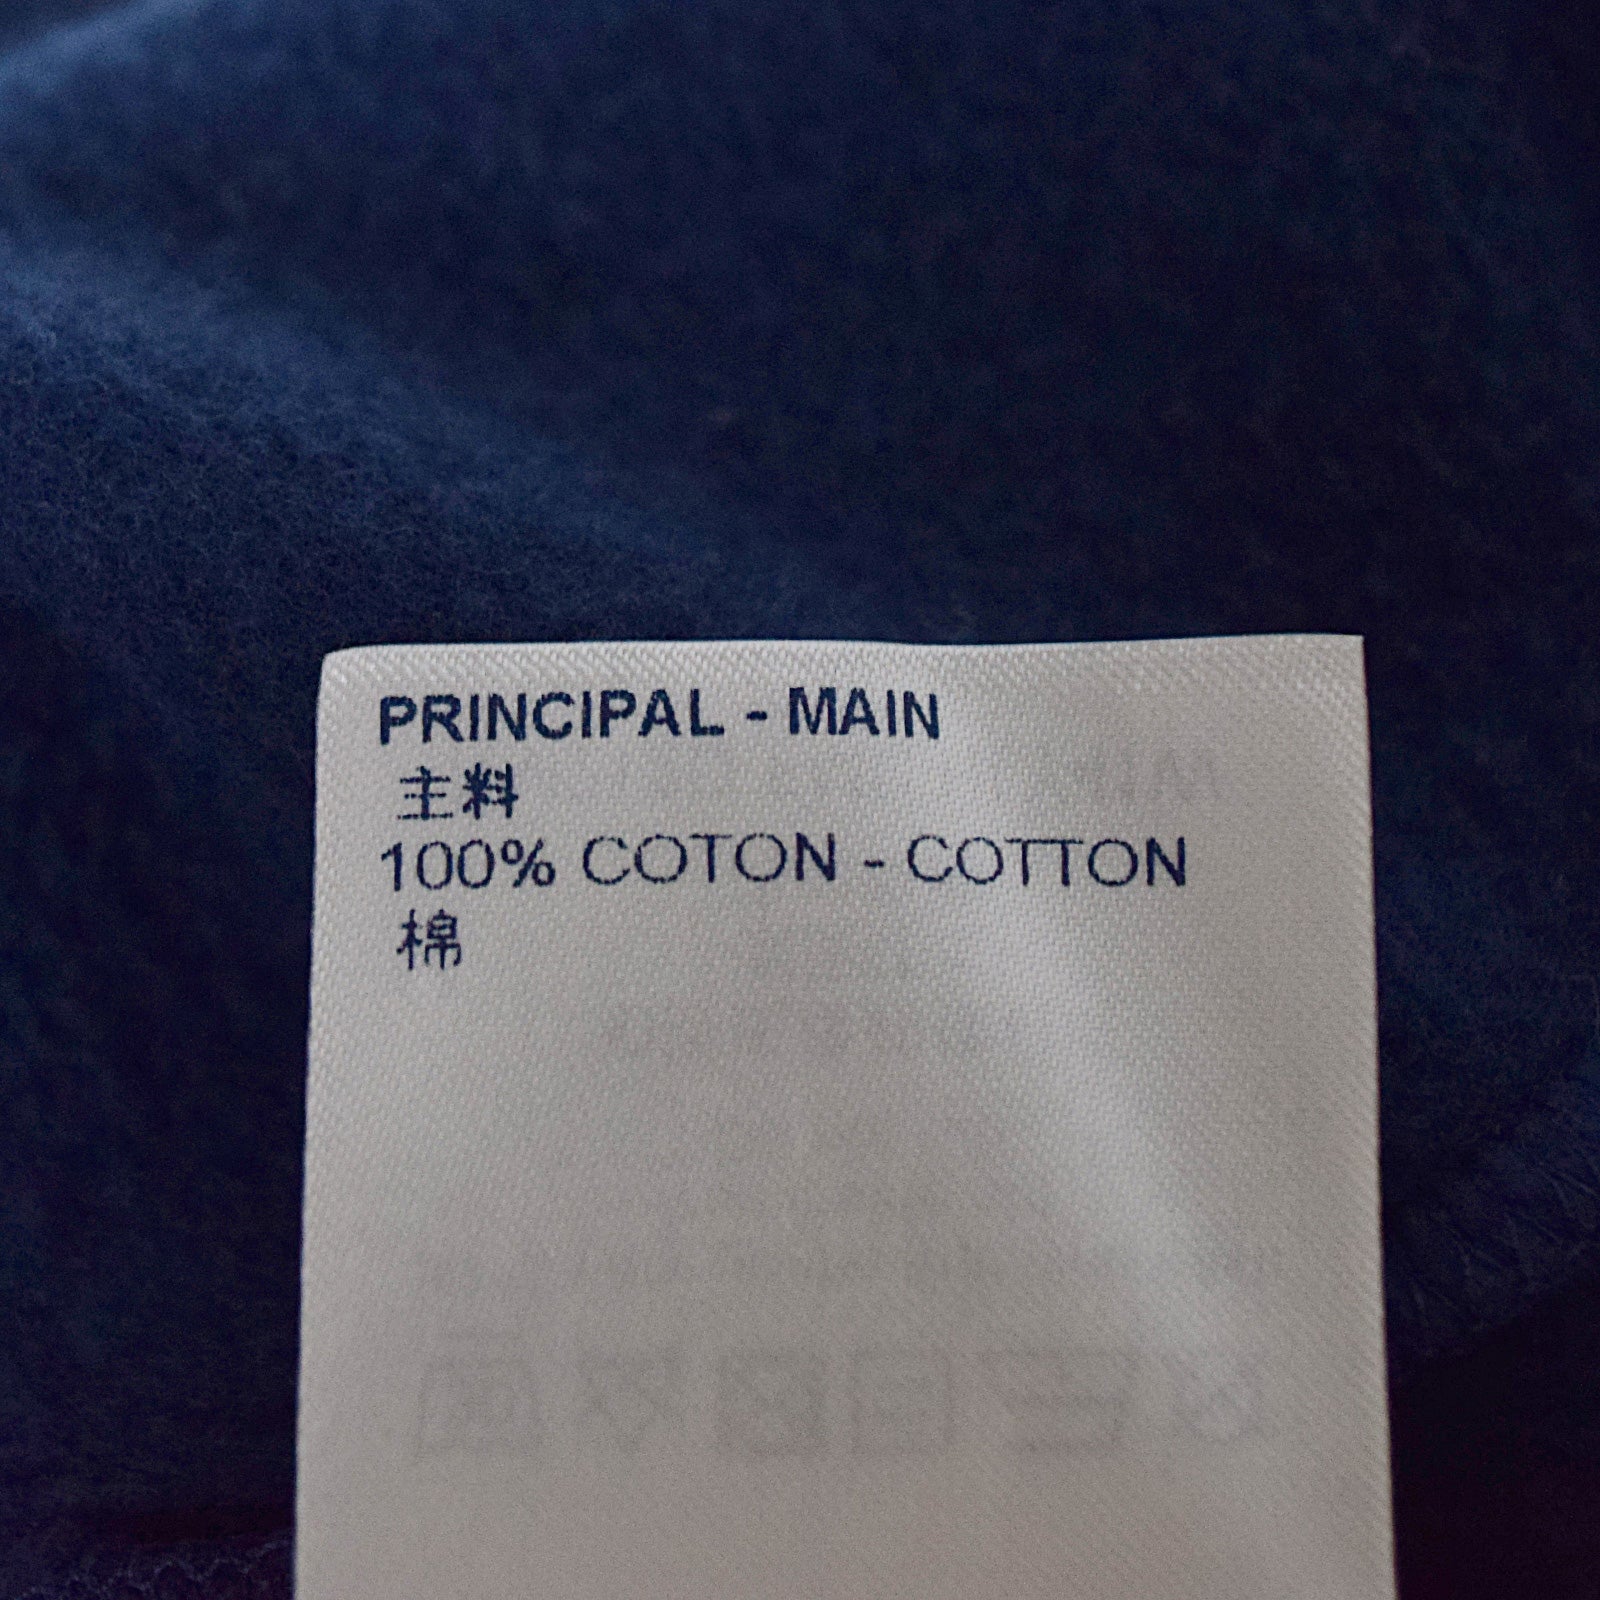 PRINCIPAL - MAIN
主料
100% COTON - COTTON
棉